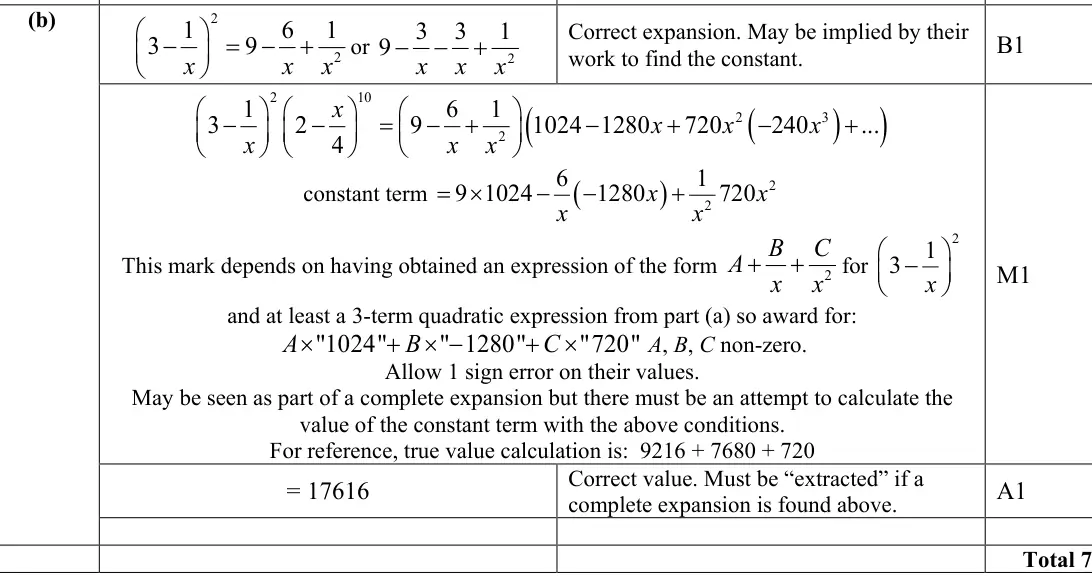 (b)
(3 − 1/x)² = 9 − 6/x + 1/x² or 9 − 3/x − 3/x + 1/x²
Correct expansion. May be implied by their
work to find the constant.
B1
(3 − 1/x)² (2 − x/4)¹⁰ = (9 − 6/x + 1/x²)(1024 − 1280x + 720x² (−240x³) + ...)
constant term = 9 × 1024 − 6/x (−1280x) + 1/x² 720x²
This mark depends on having obtained an expression of the form A + B/x + C/x² for (3 − 1/x)²
and at least a 3-term quadratic expression from part (a) so award for:
A × "1024" + B × "−1280" + C × "720" A, B, C non-zero.
Allow 1 sign error on their values.
May be seen as part of a complete expansion but there must be an attempt to calculate the
value of the constant term with the above conditions.
For reference, true value calculation is: 9216 + 7680 + 720
M1
= 17616
Correct value. Must be “extracted” if a
complete expansion is found above.
A1
Total 7